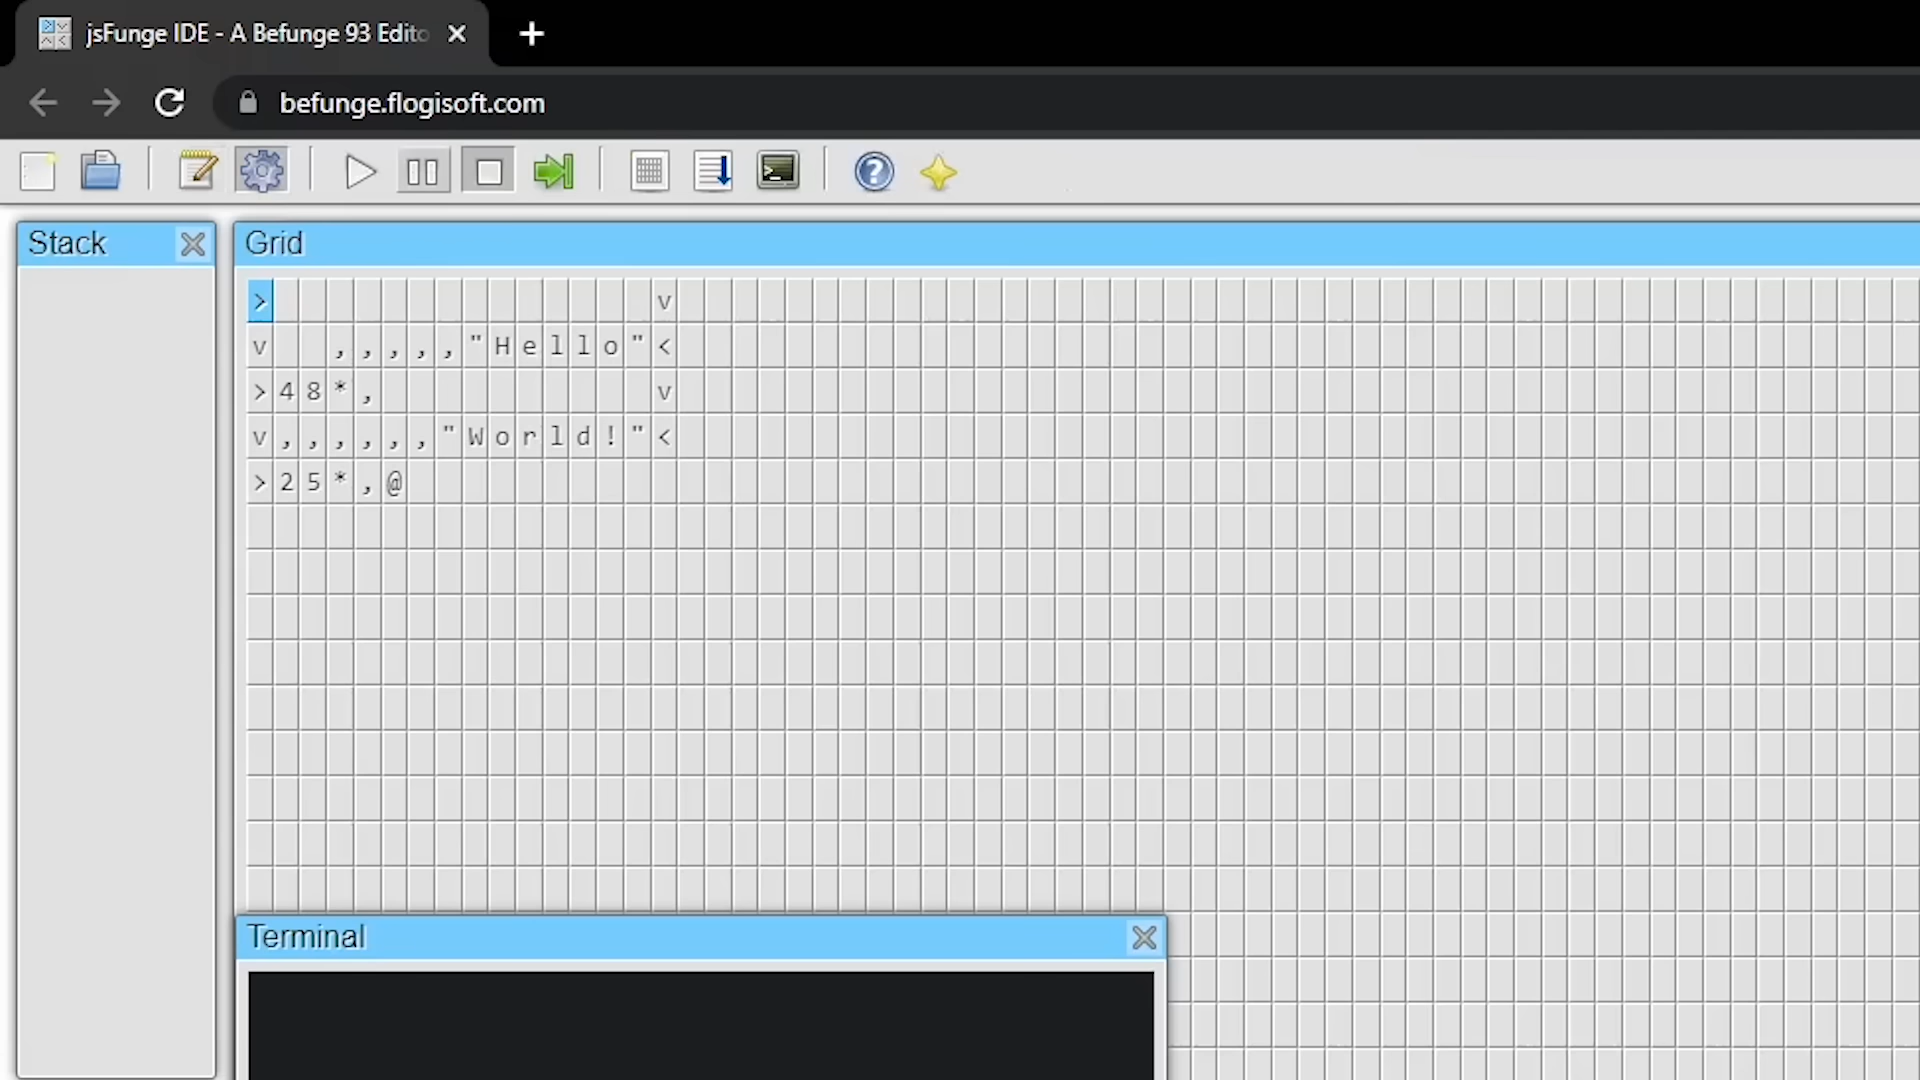 jsFunge IDE - A Befunge 93 Edito
befunge.flogisoft.com
Stack
Grid
>              v
v  ,,,,,"Hello"<
>48*,          v
v,,,,,,"World!"<
>25*,@
Terminal